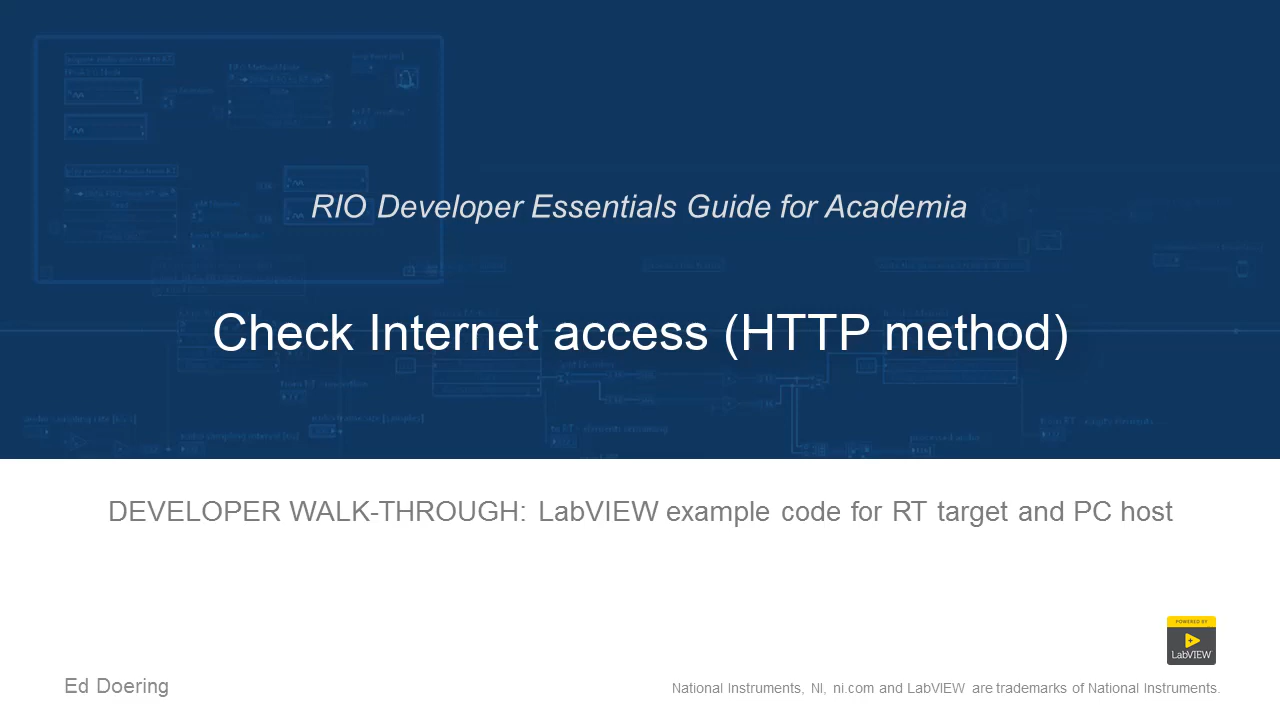 RIO Developer Essentials Guide for Academia
Check Internet access (HTTP method)
DEVELOPER WALK-THROUGH: LabVIEW example code for RT target and PC host
POWERED BY
LabVIEW
Ed Doering
National Instruments, NI, ni.com and LabVIEW are trademarks of National Instruments.